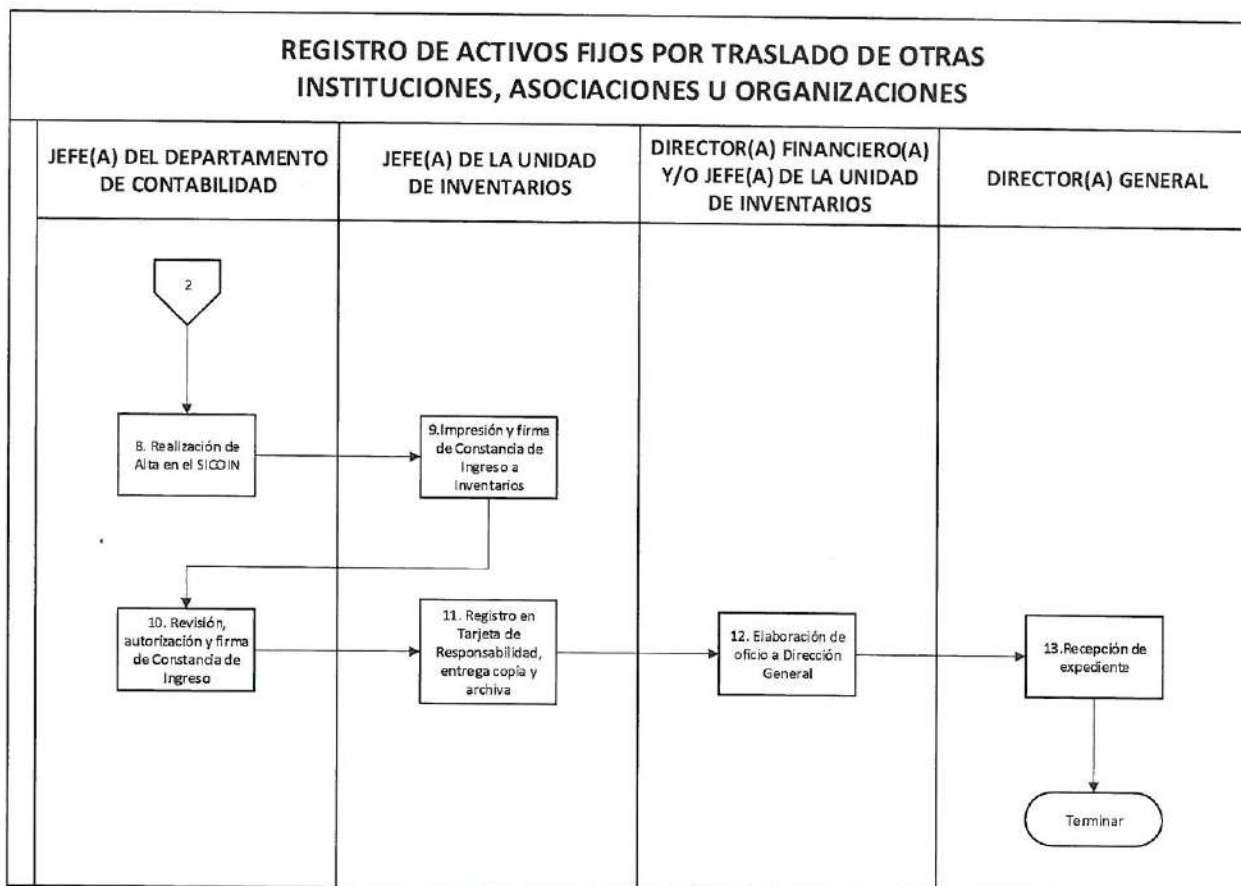 REGISTRO DE ACTIVOS FIJOS POR TRASLADO DE OTRAS
INSTITUCIONES, ASOCIACIONES U ORGANIZACIONES
JEFE(A) DEL DEPARTAMENTO
DE CONTABILIDAD
JEFE(A) DE LA UNIDAD
DE INVENTARIOS
DIRECTOR(A) FINANCIERO(A)
Y/O JEFE(A) DE LA UNIDAD
DE INVENTARIOS
DIRECTOR(A) GENERAL
2
8. Realización de
Alta en el SICOIN
9.Impresión y firma
de Constancia de
Ingreso a
Inventarios
10. Revisión,
autorización y firma
de Constancia de
Ingreso
11. Registro en
Tarjeta de
Responsabilidad,
entrega copia y
archiva
12. Elaboración de
oficio a Dirección
General
13.Recepción de
expediente
Terminar